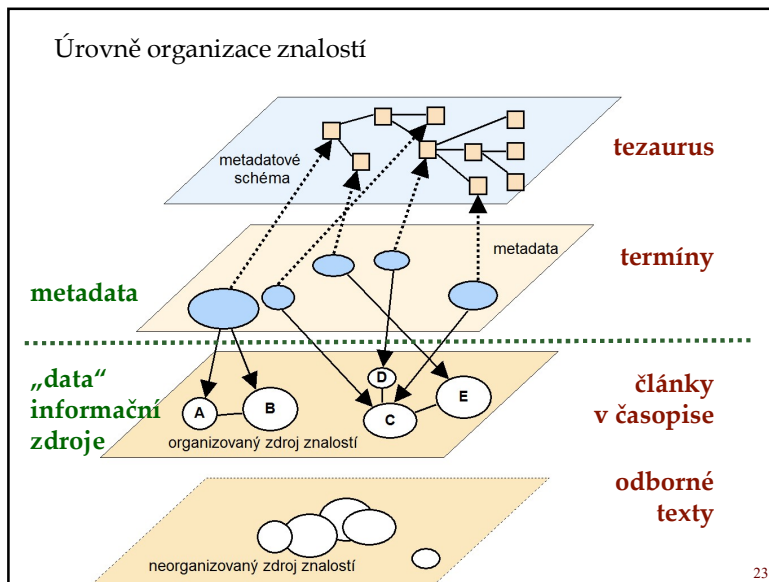 Úrovně organizace znalostí
metadatové
schéma
tezaurus
metadata
termíny
metadata
„data“
informační
zdroje
A
B
D
C
E
organizovaný zdroj znalostí
články
v časopise
odborné
texty
neorganizovaný zdroj znalostí
23